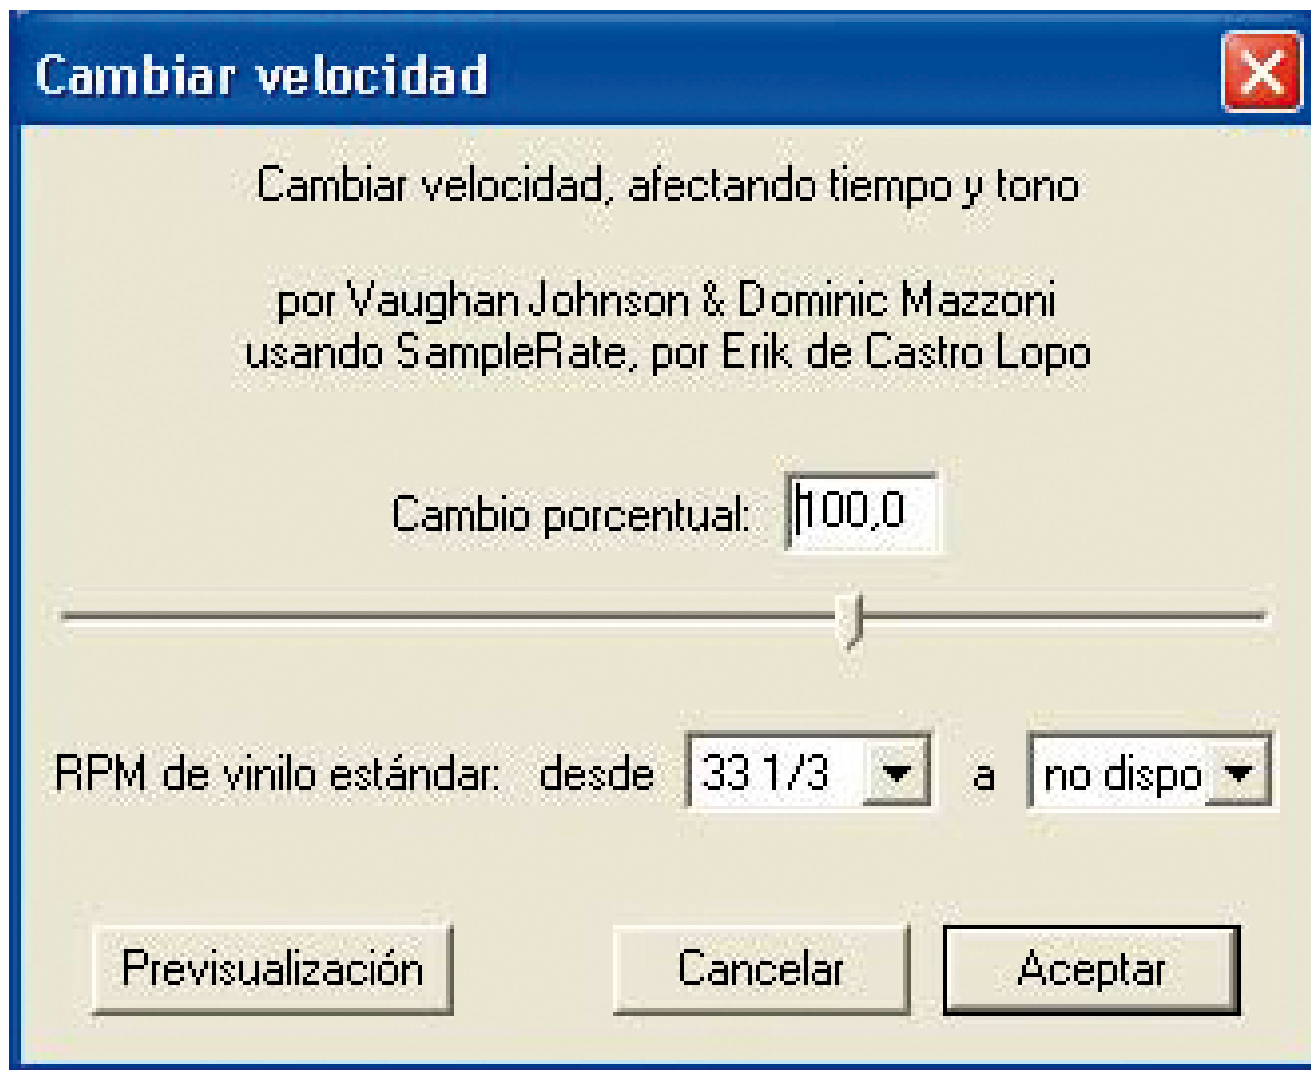 Cambiar velocidad
Cambiar velocidad, afectando tiempo y tono
por Vaughan Johnson & Dominic Mazzoni
usando SampleRate, por Erik de Castro Lopo
Cambio porcentual: 100,0
RPM de vinilo estándar: desde 33 1/3 a no dispo
Previsualización Cancelar Aceptar